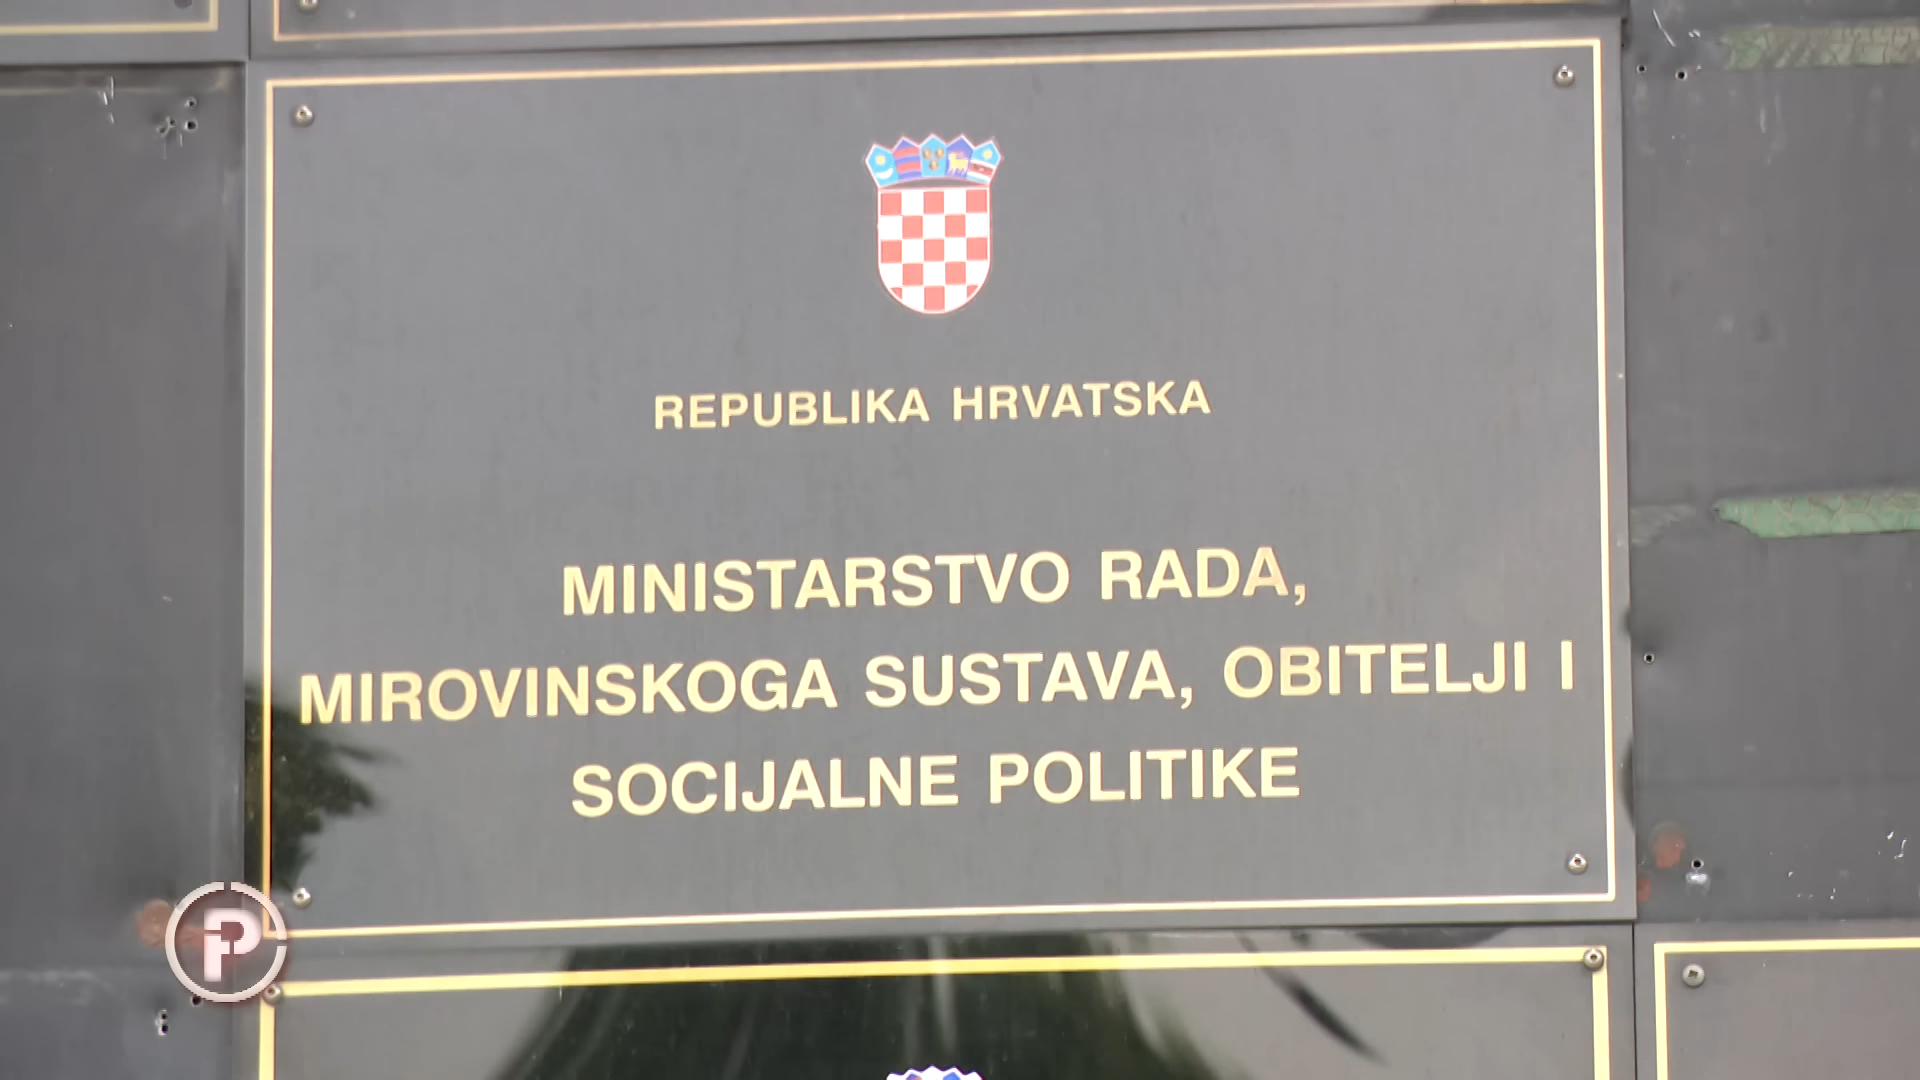 REPUBLIKA HRVATSKA
MINISTARSTVO RADA,
MIROVINSKOGA SUSTAVA, OBITELJI I
SOCIJALNE POLITIKE
P